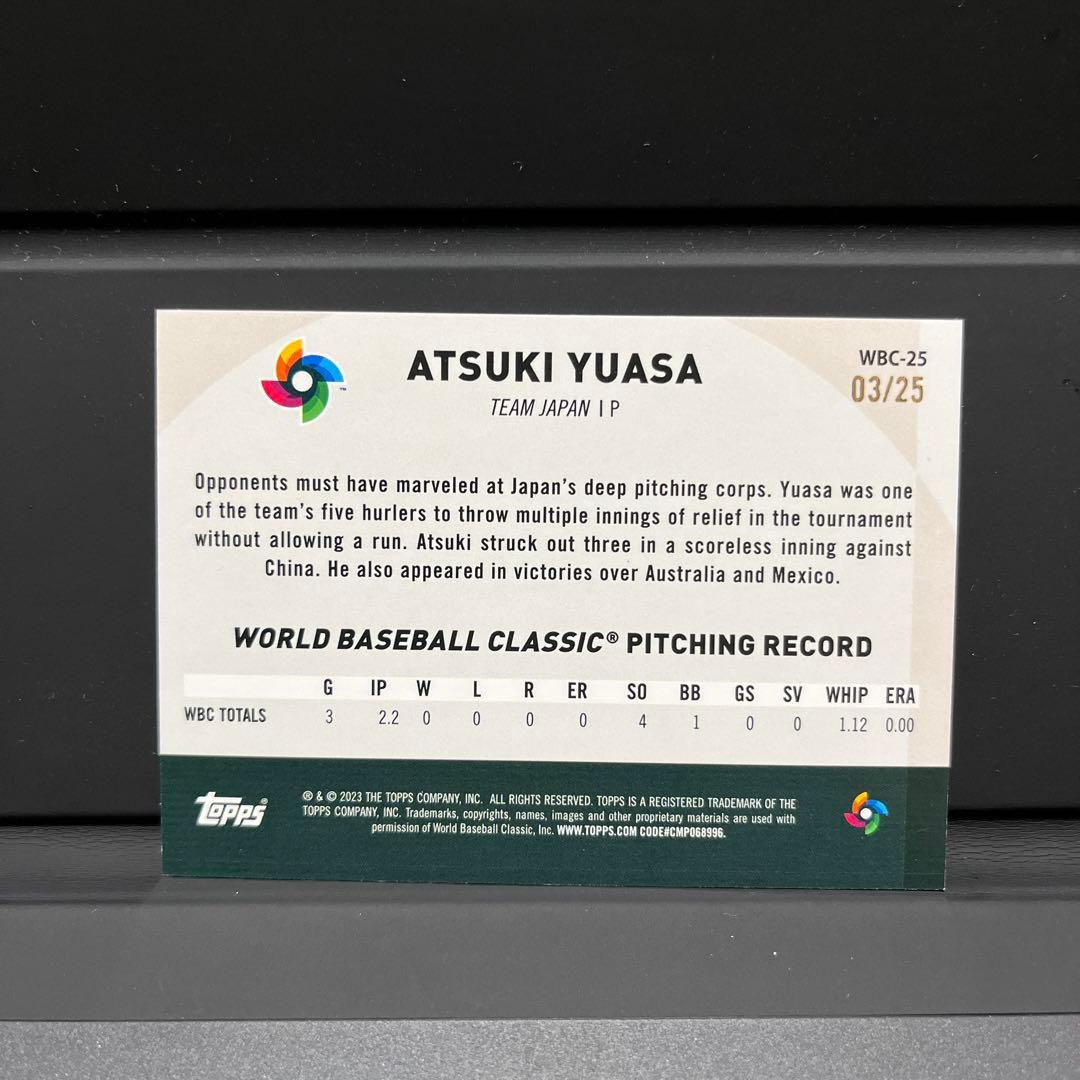 ATSUKI YUASA
TEAM JAPAN | P
WBC-25
03/25
™
Opponents must have marveled at Japan's deep pitching corps. Yuasa was one
of the team's five hurlers to throw multiple innings of relief in the tournament
without allowing a run. Atsuki struck out three in a scoreless inning against
China. He also appeared in victories over Australia and Mexico.
WORLD BASEBALL CLASSIC® PITCHING RECORD
G IP W L R ER SO BB GS SV WHIP ERA
WBC TOTALS 3 2.2 0 0 0 0 4 1 0 0 1.12 0.00
topps®
® & © 2023 THE TOPPS COMPANY, INC. ALL RIGHTS RESERVED. TOPPS IS A REGISTERED TRADEMARK OF THE
TOPPS COMPANY, INC. Trademarks, copyrights, names, images and other proprietary materials are used with
permission of World Baseball Classic, Inc. WWW.TOPPS.COM CODE#CMP068996.